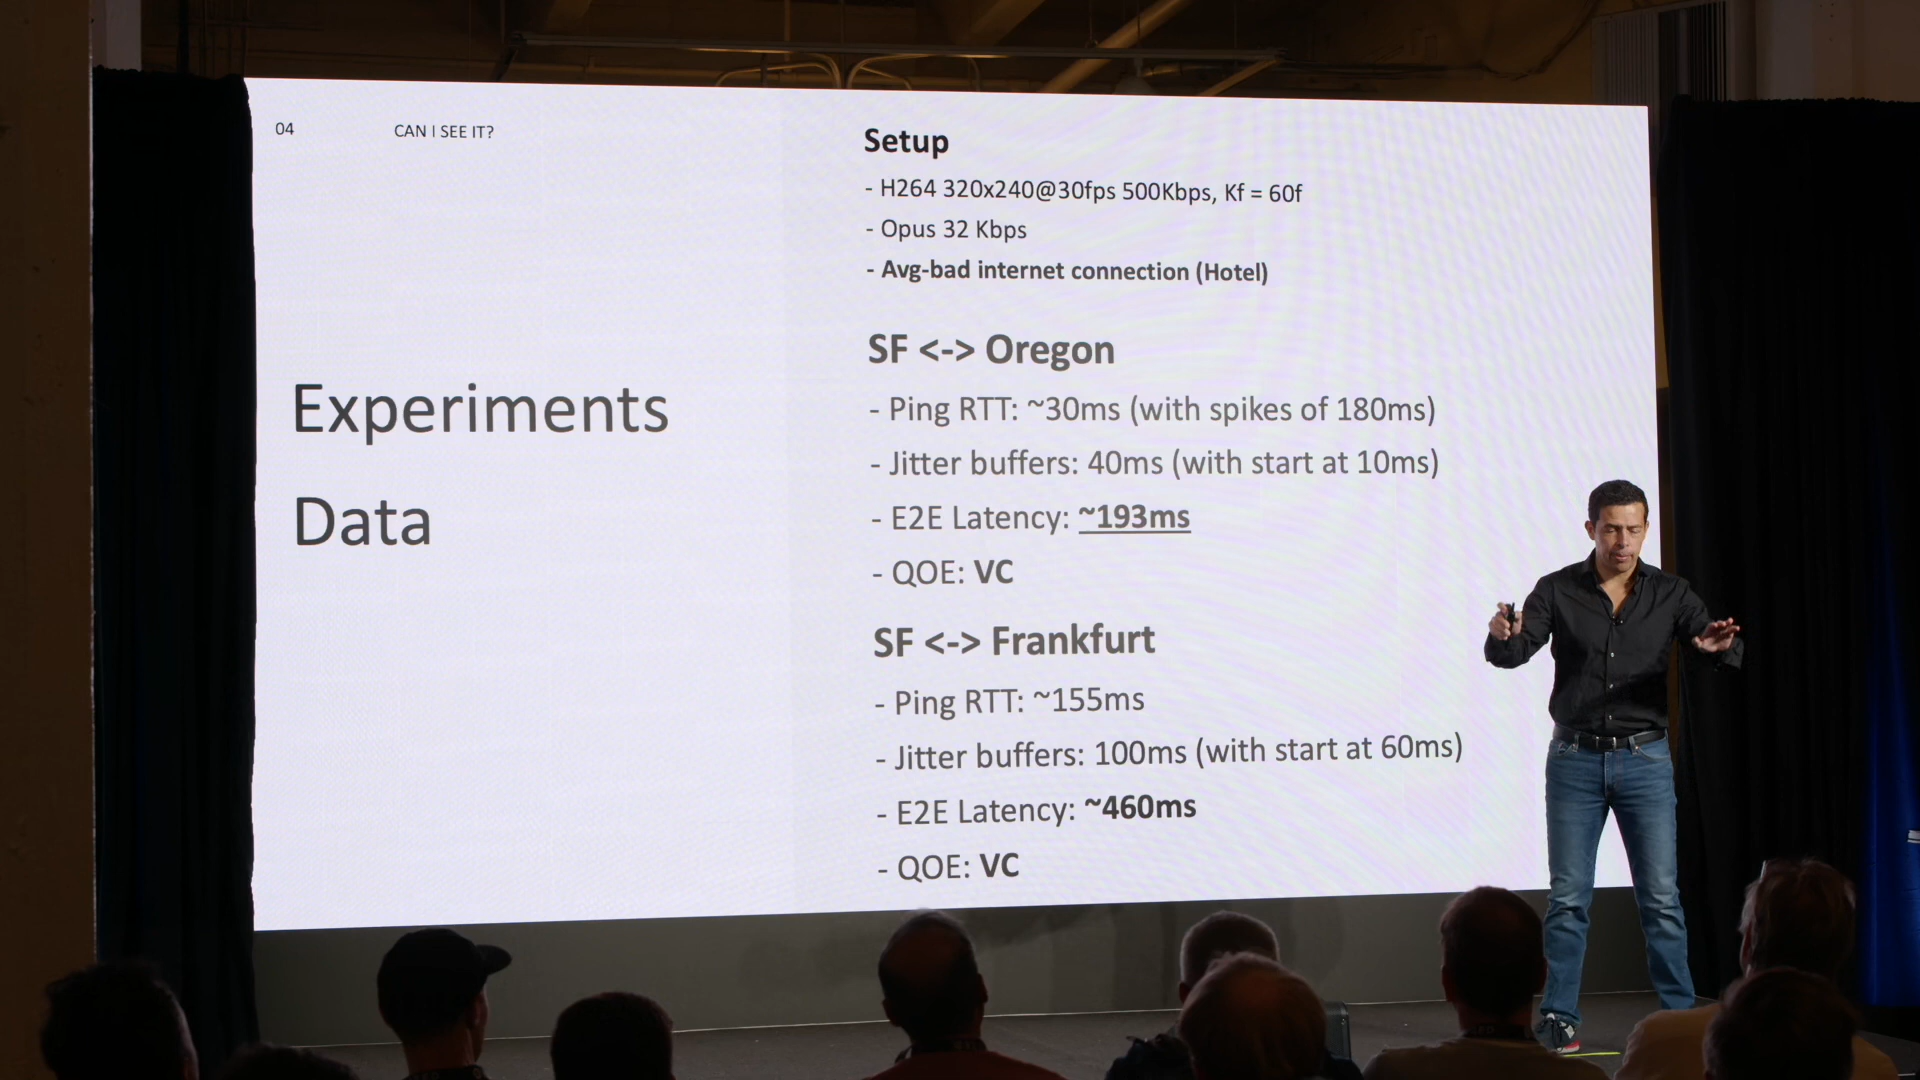 04 CAN I SEE IT?
Experiments
Data
Setup
- H264 320x240@30fps 500Kbps, Kf = 60f
- Opus 32 Kbps
- Avg-bad internet connection (Hotel)
SF <-> Oregon
- Ping RTT: ~30ms (with spikes of 180ms)
- Jitter buffers: 40ms (with start at 10ms)
- E2E Latency: ~193ms
- QOE: VC
SF <-> Frankfurt
- Ping RTT: ~155ms
- Jitter buffers: 100ms (with start at 60ms)
- E2E Latency: ~460ms
- QOE: VC